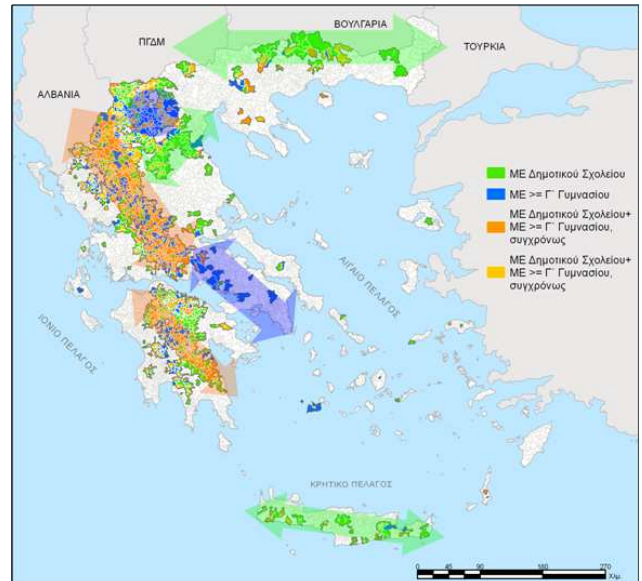 ΒΟΥΛΓΑΡΙΑ
ΠΓΔΜ
ΤΟΥΡΚΙΑ
ΑΛΒΑΝΙΑ
ΜΕ Δημοτικού Σχολείου
ΜΕ >= Γ΄ Γυμνασίου
ΜΕ Δημοτικού Σχολείου+
ΜΕ >= Γ΄ Γυμνασίου,
συγχρόνως
ΜΕ Δημοτικού Σχολείου+
ΜΕ >= Γ΄ Γυμνασίου,
συγχρόνως
ΑΙΓΑΙΟ ΠΕΛΑΓΟΣ
ΙΟΝΙΟ ΠΕΛΑΓΟΣ
ΚΡΗΤΙΚΟ ΠΕΛΑΓΟΣ
0 45 90 180 270
Χλμ